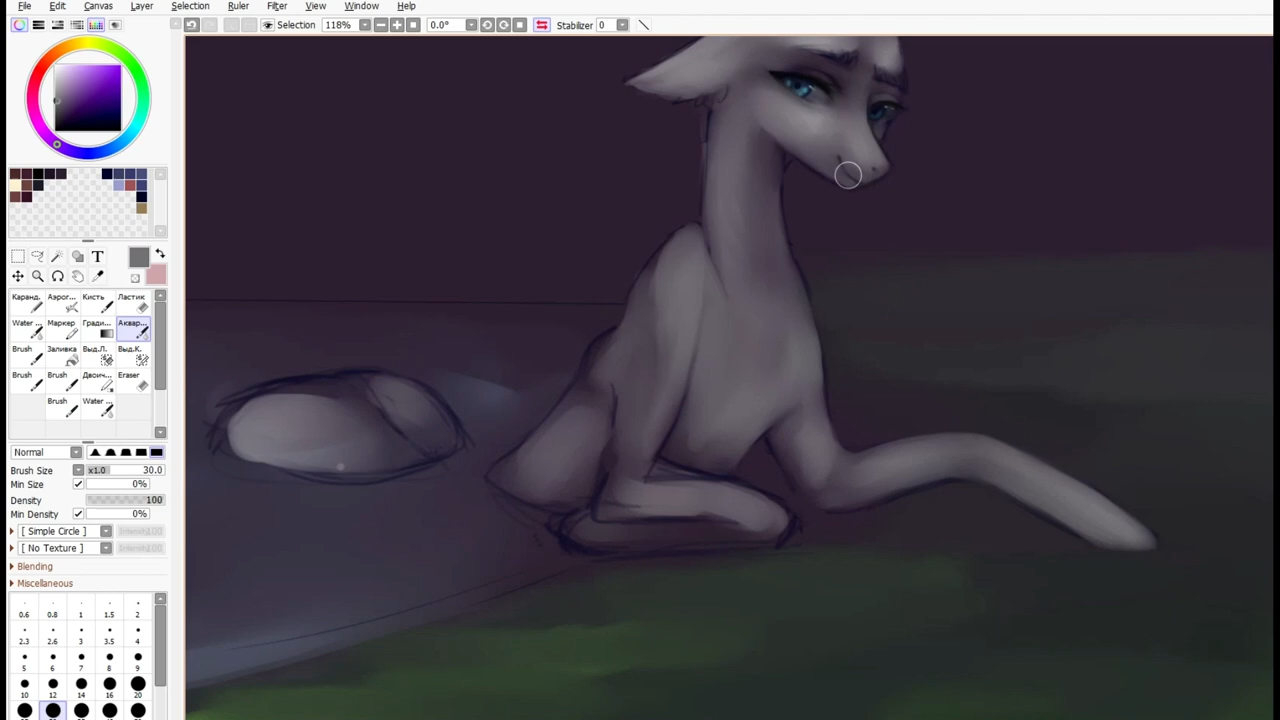 File Edit Canvas Layer Selection Ruler Filter View Window Help
Selection 118% 0.0° Stabilizer 0
T
Каранд. Аэрог... Кисть Ластик
Water ... Маркер Гради... Аквар...
Brush Заливка Выд.Л. Выд.К.
Brush Brush Двоич... Eraser
Brush Water ...
Normal
Brush Size x1.0 30.0
Min Size 0%
Density 100
Min Density 0%
[ Simple Circle ]
[ No Texture ]
Blending
Miscellaneous
0.6 0.8 1 1.5 2
2.3 2.6 3 3.5 4
5 6 7 8 9
10 12 14 16 20